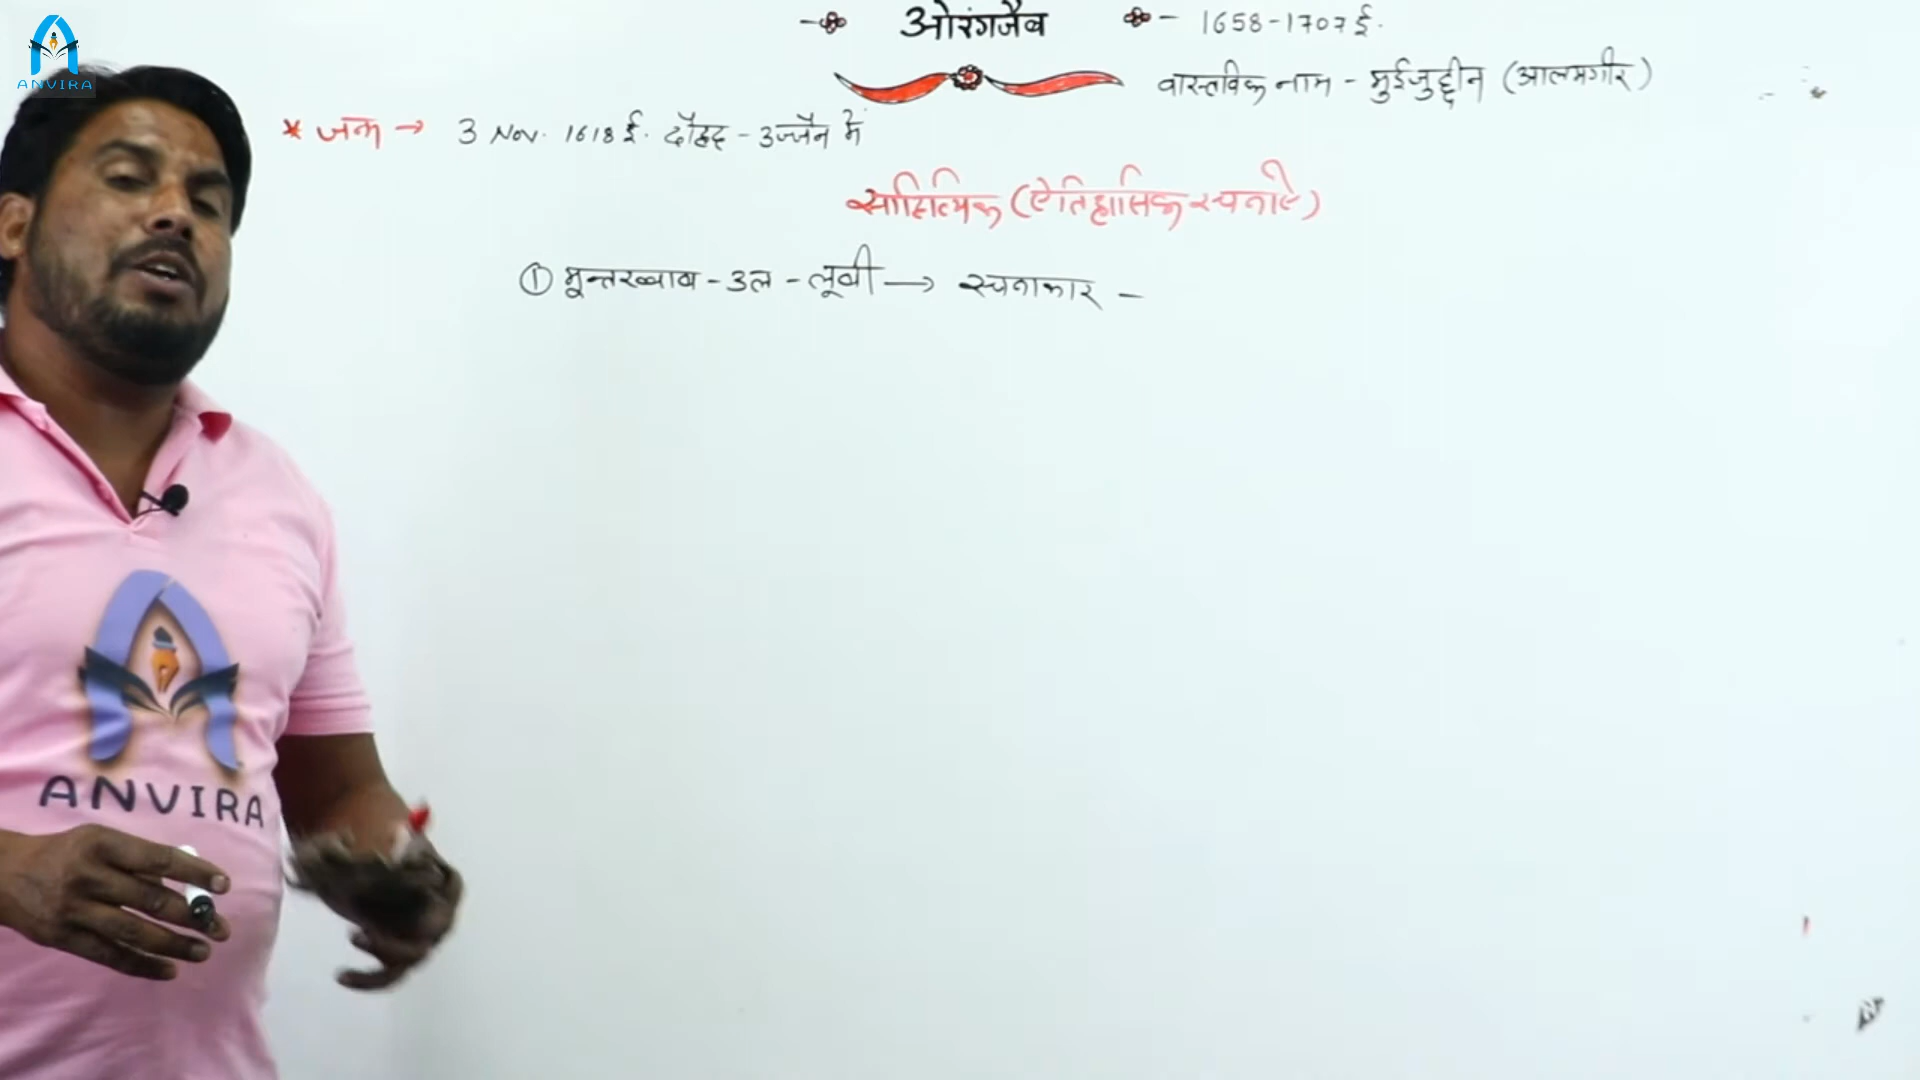 ANVIRA
औरंगजेब - 1658-1707 ई.
वास्तविक नाम - मुईजुद्दीन (आलमगीर)
* जन्म → 3 Nov. 1618 ई. दौहद - उज्जैन में
साहित्यिक (ऐतिहासिक रचनाऐ)
① मून्तख्वाब - उल - लूबी → रचनाकार -
ANVIRA